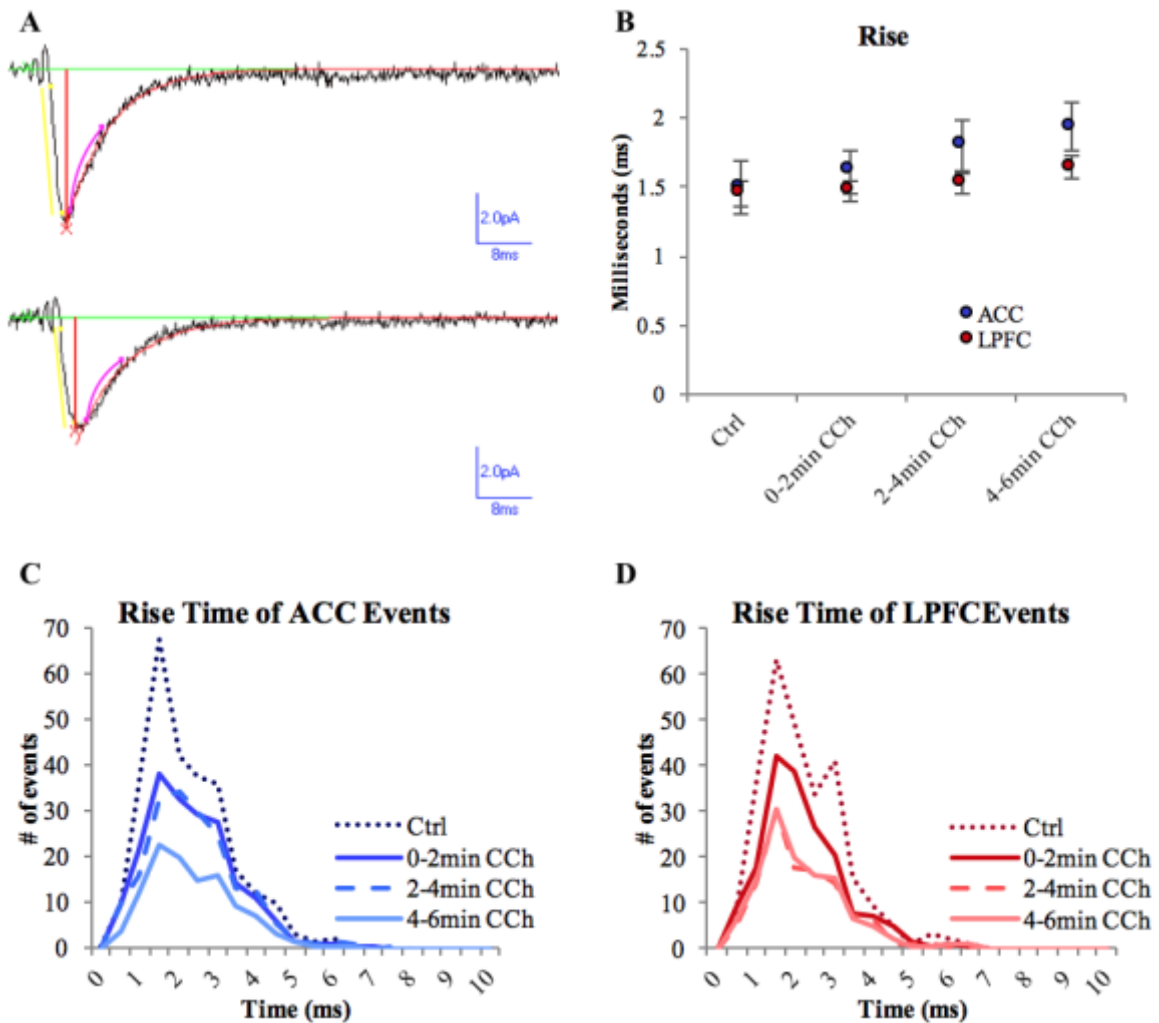 A
2.0pA
8ms
2.0pA
8ms
B
Rise
2.5
2
1.5
1
0.5
0
Milliseconds (ms)
ACC
LPFC
Ctrl
0-2min CCh
2-4min CCh
4-6min CCh
C
Rise Time of ACC Events
70
60
50
40
30
20
10
0
# of events
Ctrl
0-2min CCh
2-4min CCh
4-6min CCh
0
1
2
3
4
5
6
7
8
9
10
Time (ms)
D
Rise Time of LPFCEvents
70
60
50
40
30
20
10
0
# of events
Ctrl
0-2min CCh
2-4min CCh
4-6min CCh
0
1
2
3
4
5
6
7
8
9
10
Time (ms)